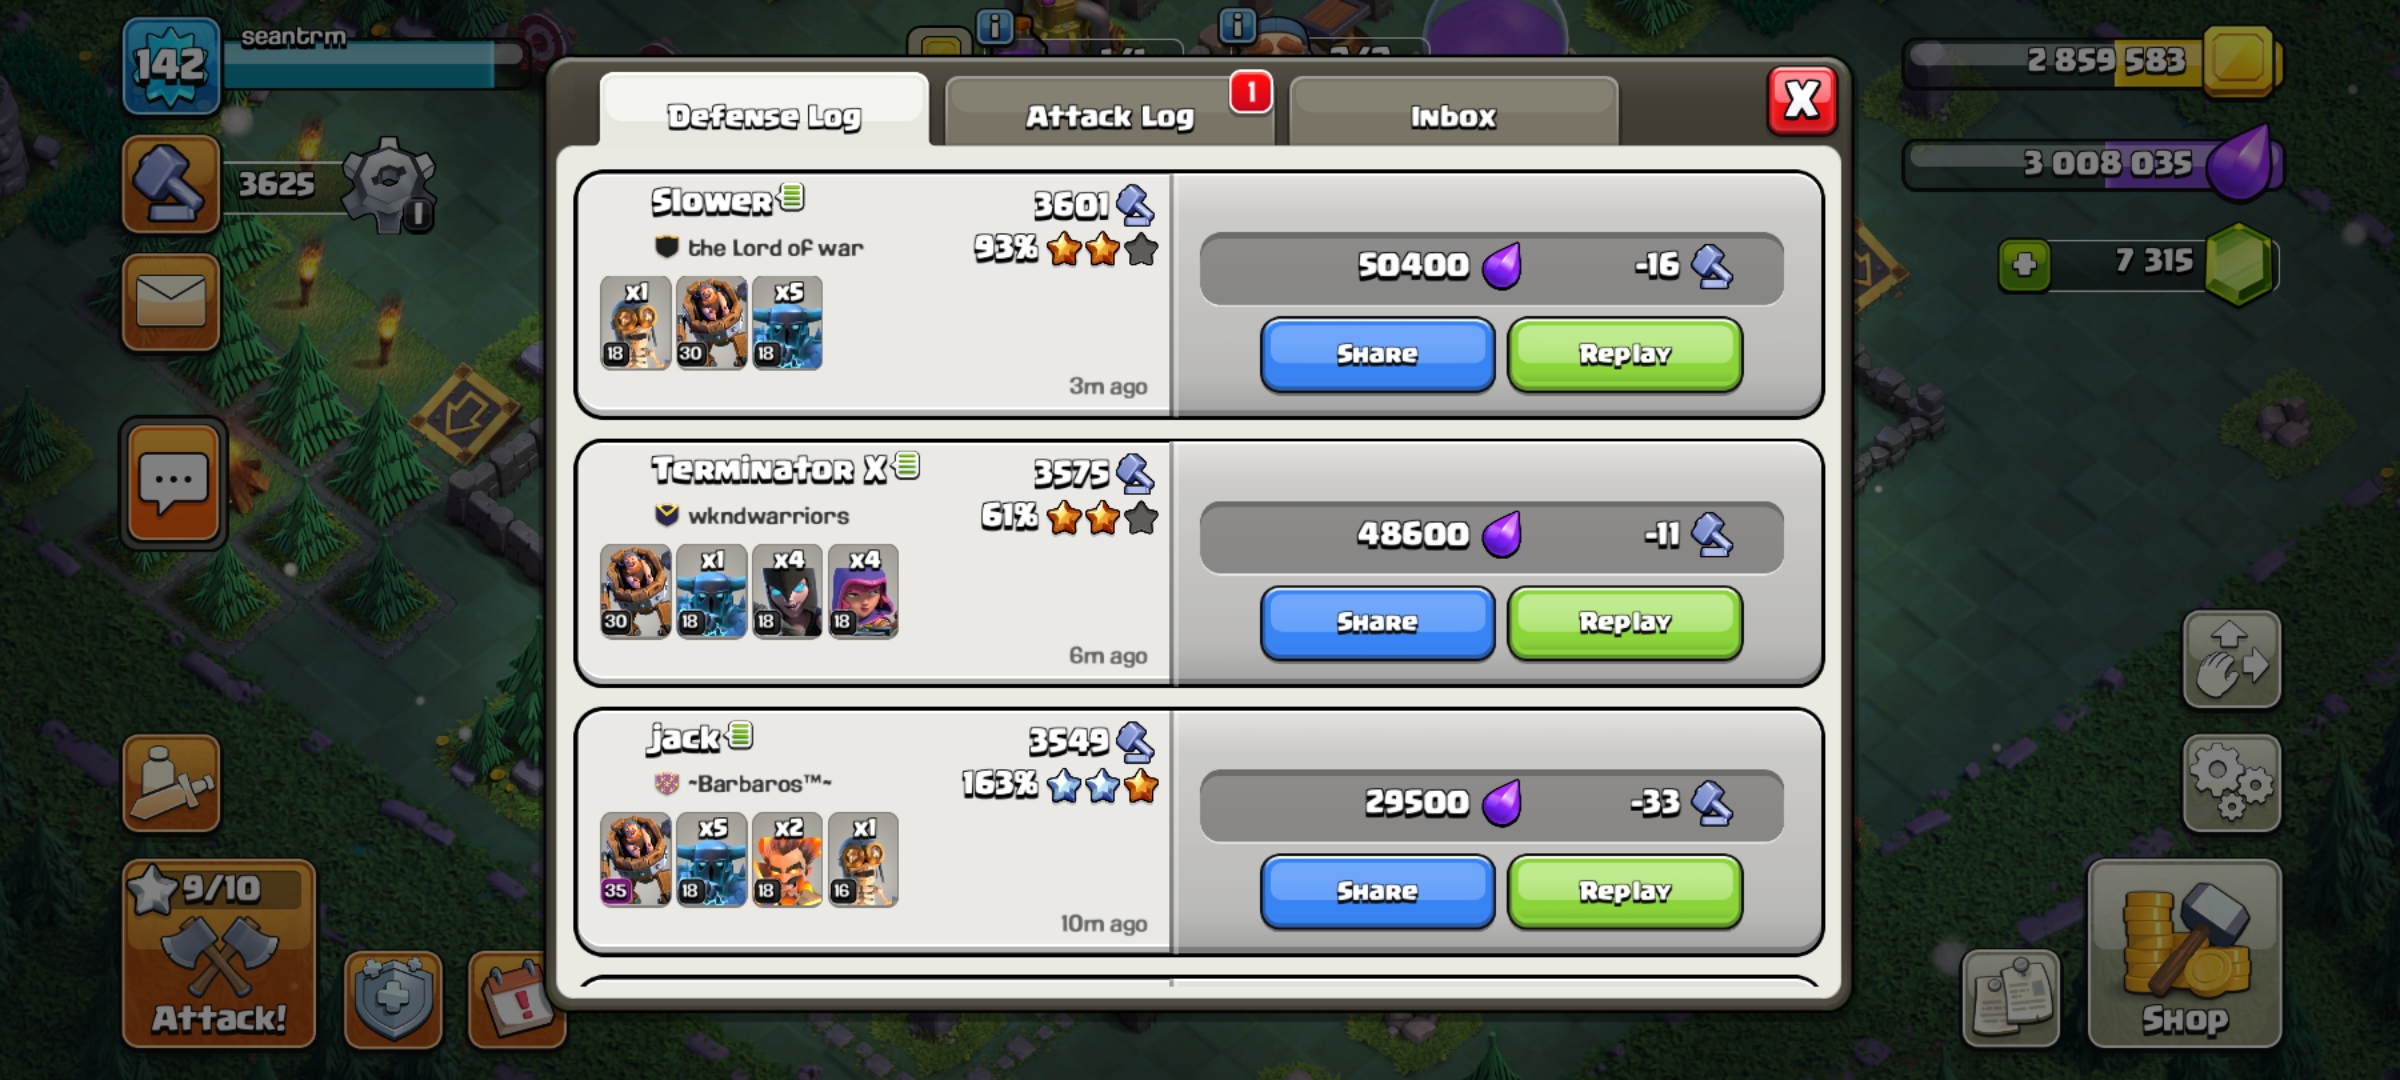 142
seantrm
3625
1
2 859 583
3 008 035
7 315
Defense Log
Attack Log
1
Inbox
X
Slower
the Lord of war
3601
93%
x1
x5
18
30
18
3m ago
50400
-16
Share
Replay
Terminator X
wkndwarriors
3575
61%
x1
x4
x4
30
18
18
18
6m ago
48600
-11
Share
Replay
jack
~Barbaros™~
3549
163%
x5
x2
x1
35
18
18
16
10m ago
29500
-33
Share
Replay
9/10
Attack!
Shop